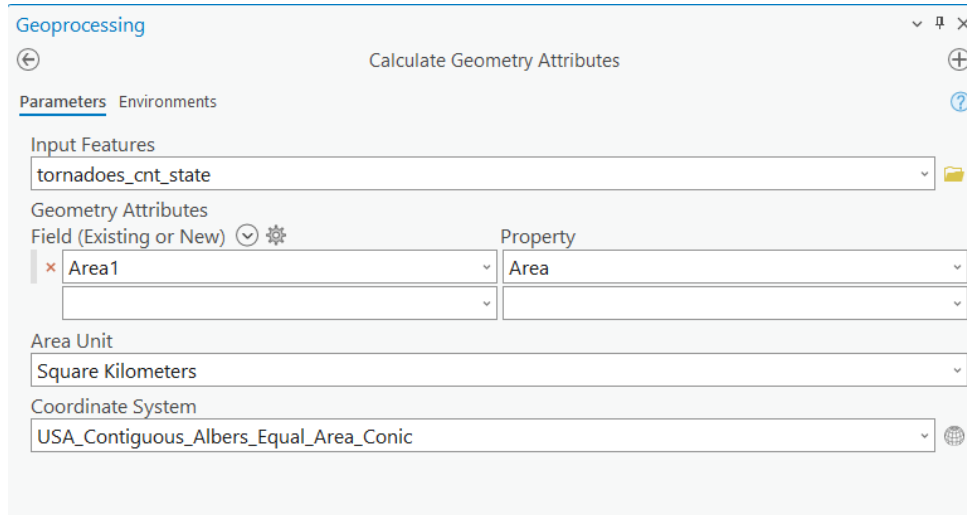 Geoprocessing
Calculate Geometry Attributes
Parameters Environments
Input Features
tornadoes_cnt_state
Geometry Attributes
Field (Existing or New) Property
Area1 Area
Area Unit
Square Kilometers
Coordinate System
USA_Contiguous_Albers_Equal_Area_Conic